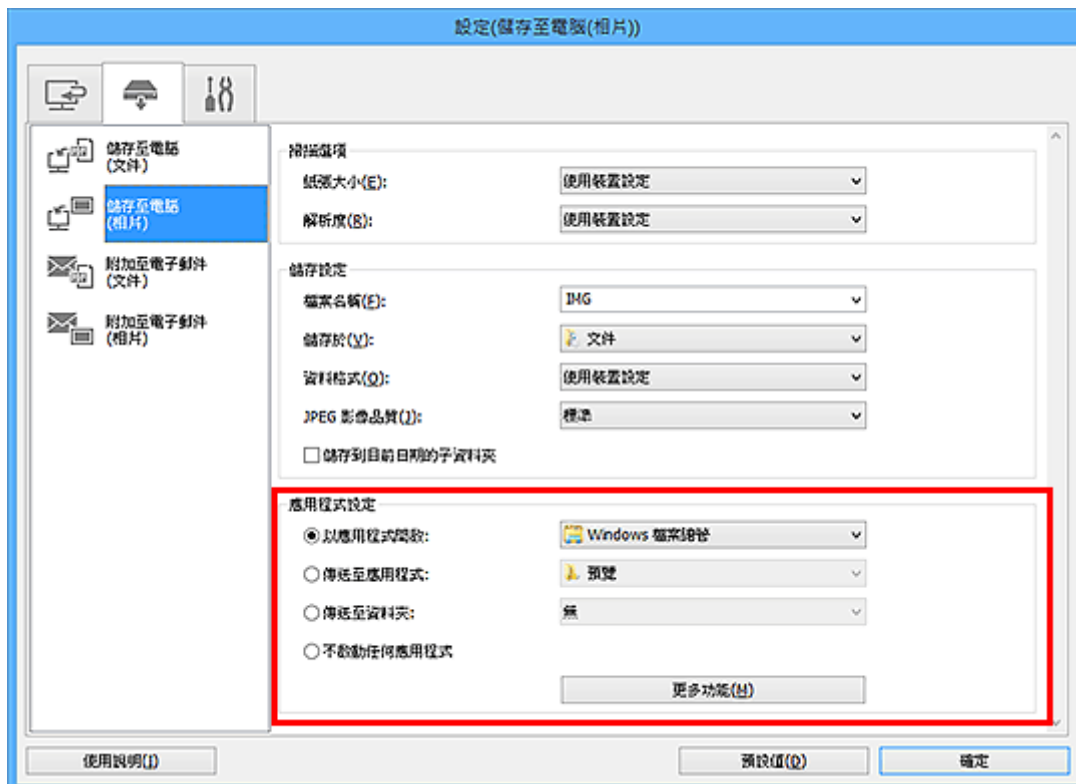 設定(儲存至電腦(相片))
儲存至電腦
(文件)
儲存至電腦
(相片)
附加至電子郵件
(文件)
附加至電子郵件
(相片)
掃描選項
紙張大小(E): 使用裝置設定
解析度(R): 使用裝置設定
儲存設定
檔案名稱(F): IMG
儲存於(V): 文件
資料格式(O): 使用裝置設定
JPEG 影像品質(J): 標準
儲存到目前日期的子資料夾
應用程式設定
以應用程式開啟: Windows 檔案總管
傳送至應用程式: 預覽
傳送至資料夾: 無
不啟動任何應用程式
更多功能(M)
使用說明(I) 預設值(D) 確定